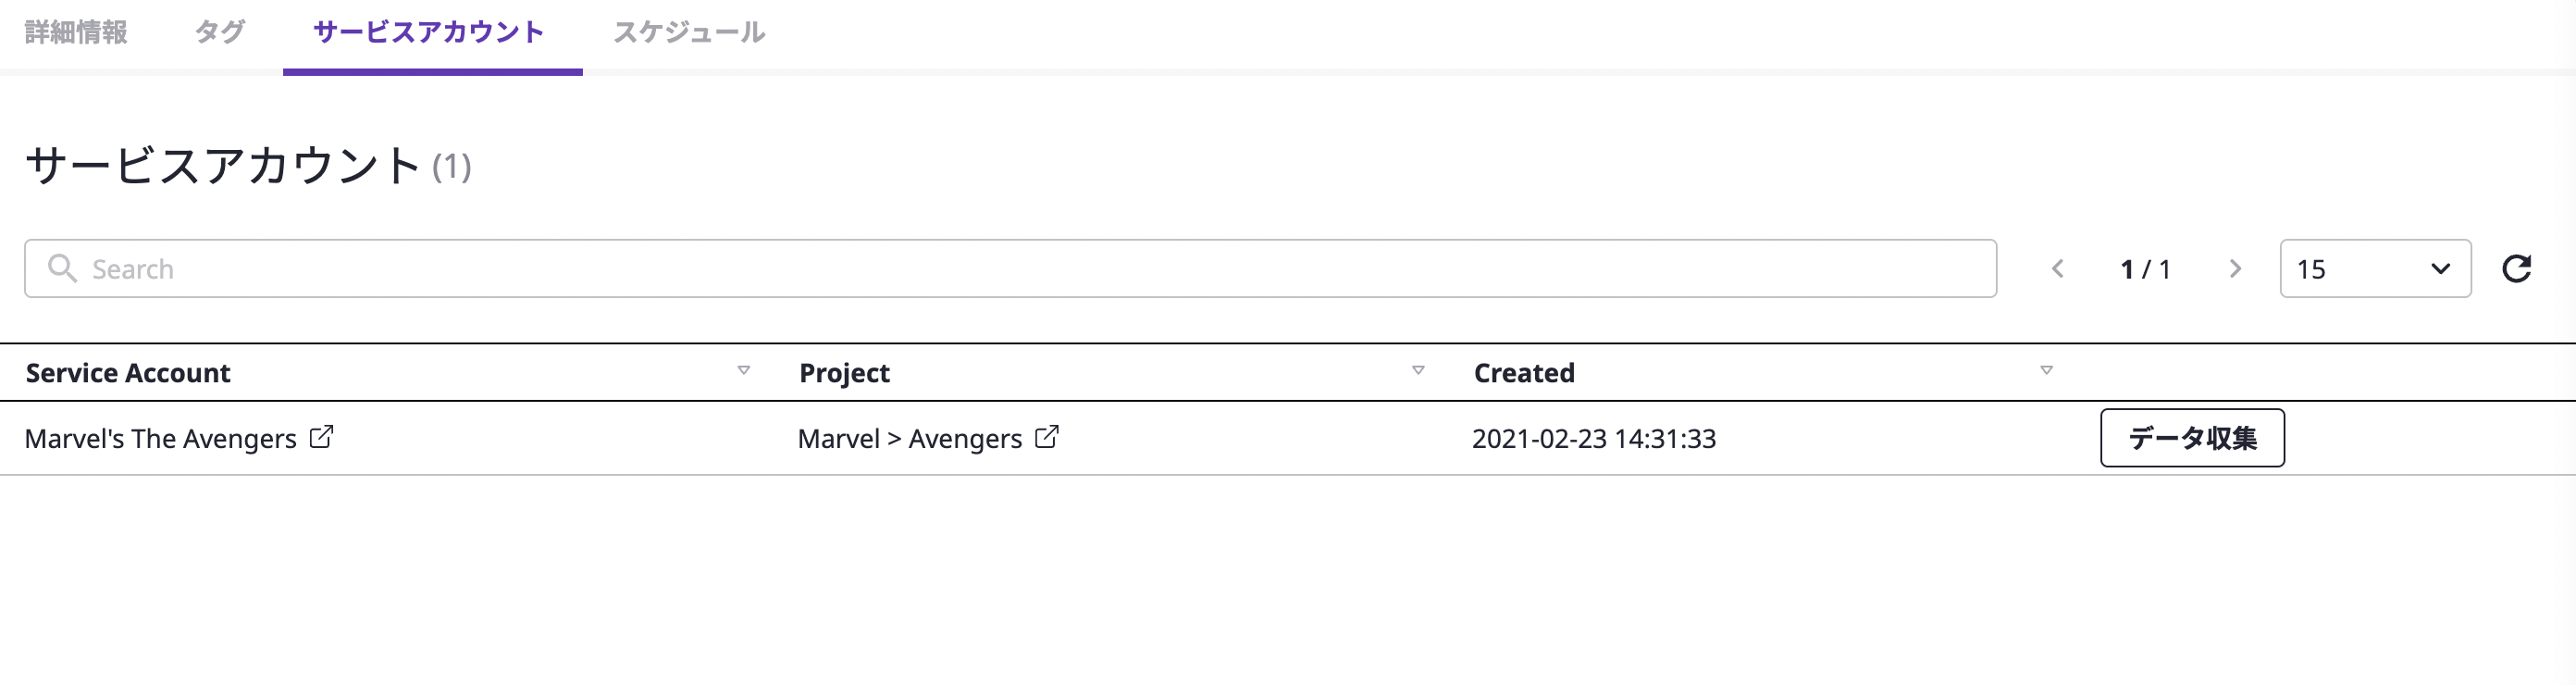 詳細情報 タグ サービスアカウント スケジュール
サービスアカウント (1)
Search 1 / 1 15
Service Account Project Created
Marvel's The Avengers Marvel > Avengers 2021-02-23 14:31:33 データ収集